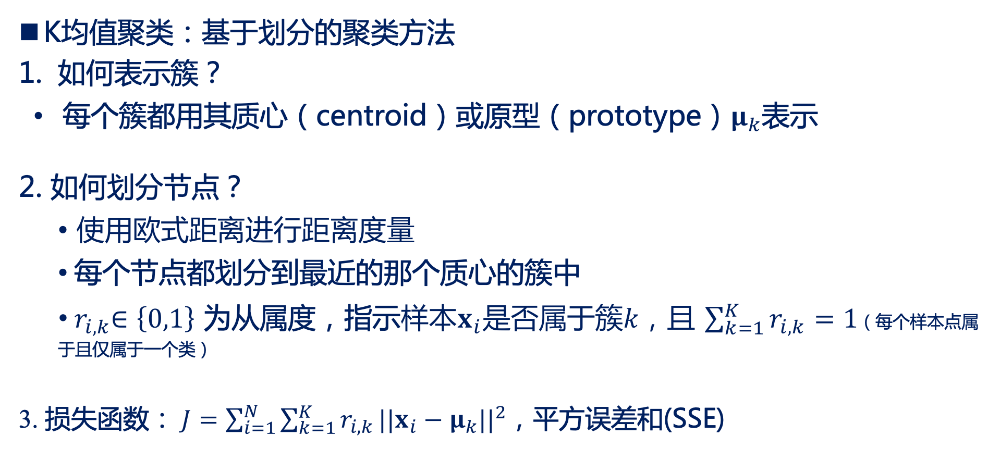 ■K均值聚类：基于划分的聚类方法
1. 如何表示簇？
• 每个簇都用其质心（centroid）或原型（prototype）𝛍ₖ表示
2. 如何划分节点？
• 使用欧式距离进行距离度量
• 每个节点都划分到最近的那个质心的簇中
• $r_{i,k} \in \{0,1\}$ 为从属度，指示样本$\mathbf{x}_i$是否属于簇$k$，且 $\sum_{k=1}^{K} r_{i,k} = 1$（每个样本点属
于且仅属于一个类）
3. 损失函数：$J = \sum_{i=1}^{N} \sum_{k=1}^{K} r_{i,k} ||\mathbf{x}_i - \boldsymbol{\mu}_k||^2$，平方误差和(SSE)